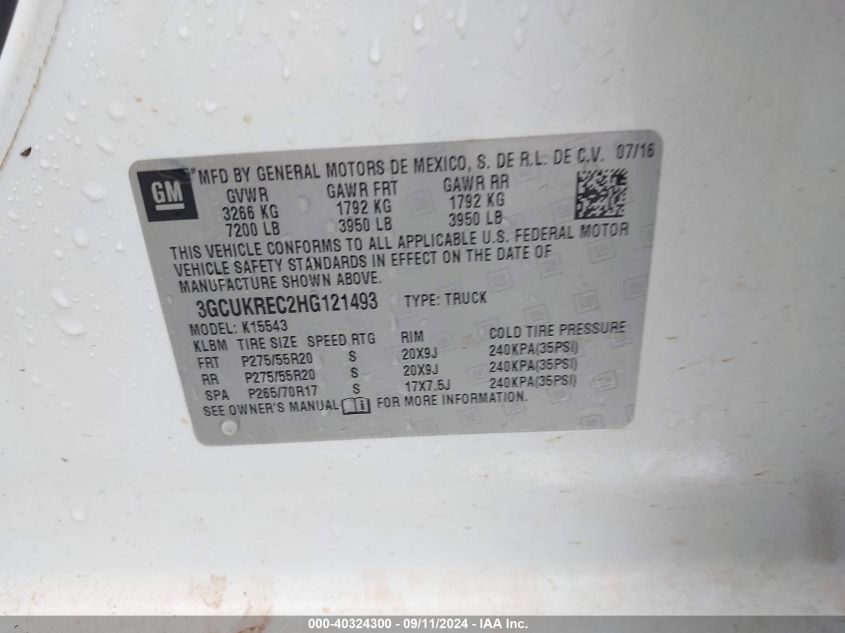 GM
MFD BY GENERAL MOTORS DE MEXICO, S. DE R.L. DE C.V. 07/16
GVWR GAWR FRT GAWR RR
3266 KG 1792 KG 1792 KG
7200 LB 3950 LB 3950 LB
THIS VEHICLE CONFORMS TO ALL APPLICABLE U.S. FEDERAL MOTOR
VEHICLE SAFETY STANDARDS IN EFFECT ON THE DATE OF
MANUFACTURE SHOWN ABOVE.
3GCUKREC2HG121493 TYPE: TRUCK
MODEL: K15543
KLBM TIRE SIZE SPEED RTG RIM COLD TIRE PRESSURE
FRT P275/55R20 S 20X9J 240KPA(35PSI)
RR P275/55R20 S 20X9J 240KPA(35PSI)
SPA P265/70R17 S 17X7.5J 240KPA(35PSI)
SEE OWNER'S MANUAL FOR MORE INFORMATION.
000-40324300 - 09/11/2024 - IAA Inc.